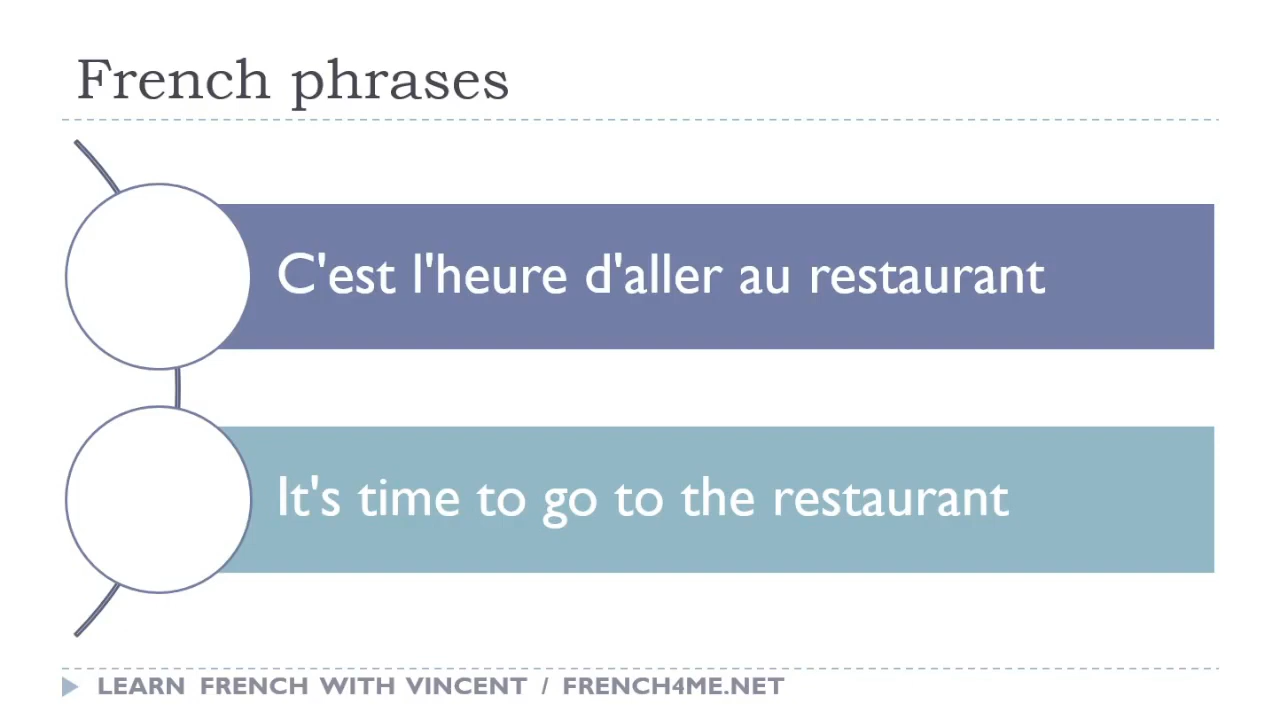 French phrases
C'est l'heure d'aller au restaurant
It's time to go to the restaurant
LEARN FRENCH WITH VINCENT / FRENCH4ME.NET